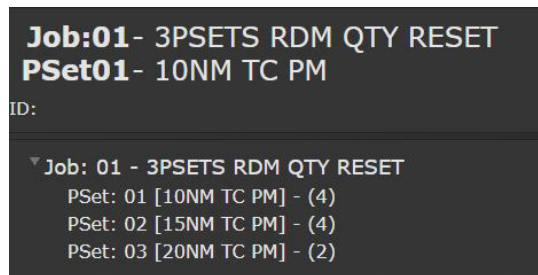 Job:01- 3PSETS RDM QTY RESET
PSet01- 10NM TC PM
ID:
Job: 01 - 3PSETS RDM QTY RESET
PSet: 01 [10NM TC PM] - (4)
PSet: 02 [15NM TC PM] - (4)
PSet: 03 [20NM TC PM] - (2)